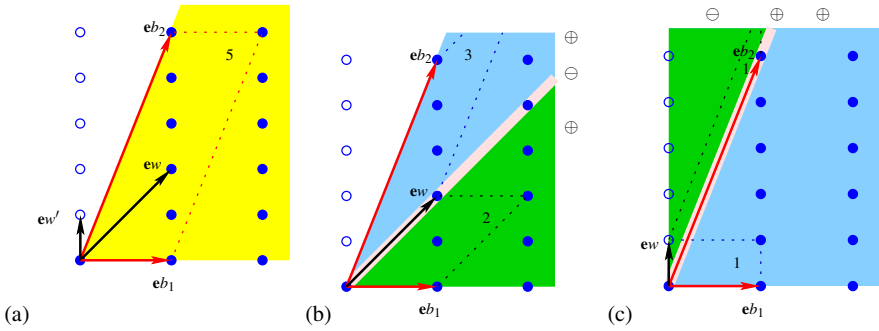 eb₂
5
ew
ew′
eb₁
(a)
⊕
eb₂
3
⊖
⊕
ew
2
eb₁
(b)
⊖ ⊕ ⊕
eb₂
1
ew
1
eb₁
(c)